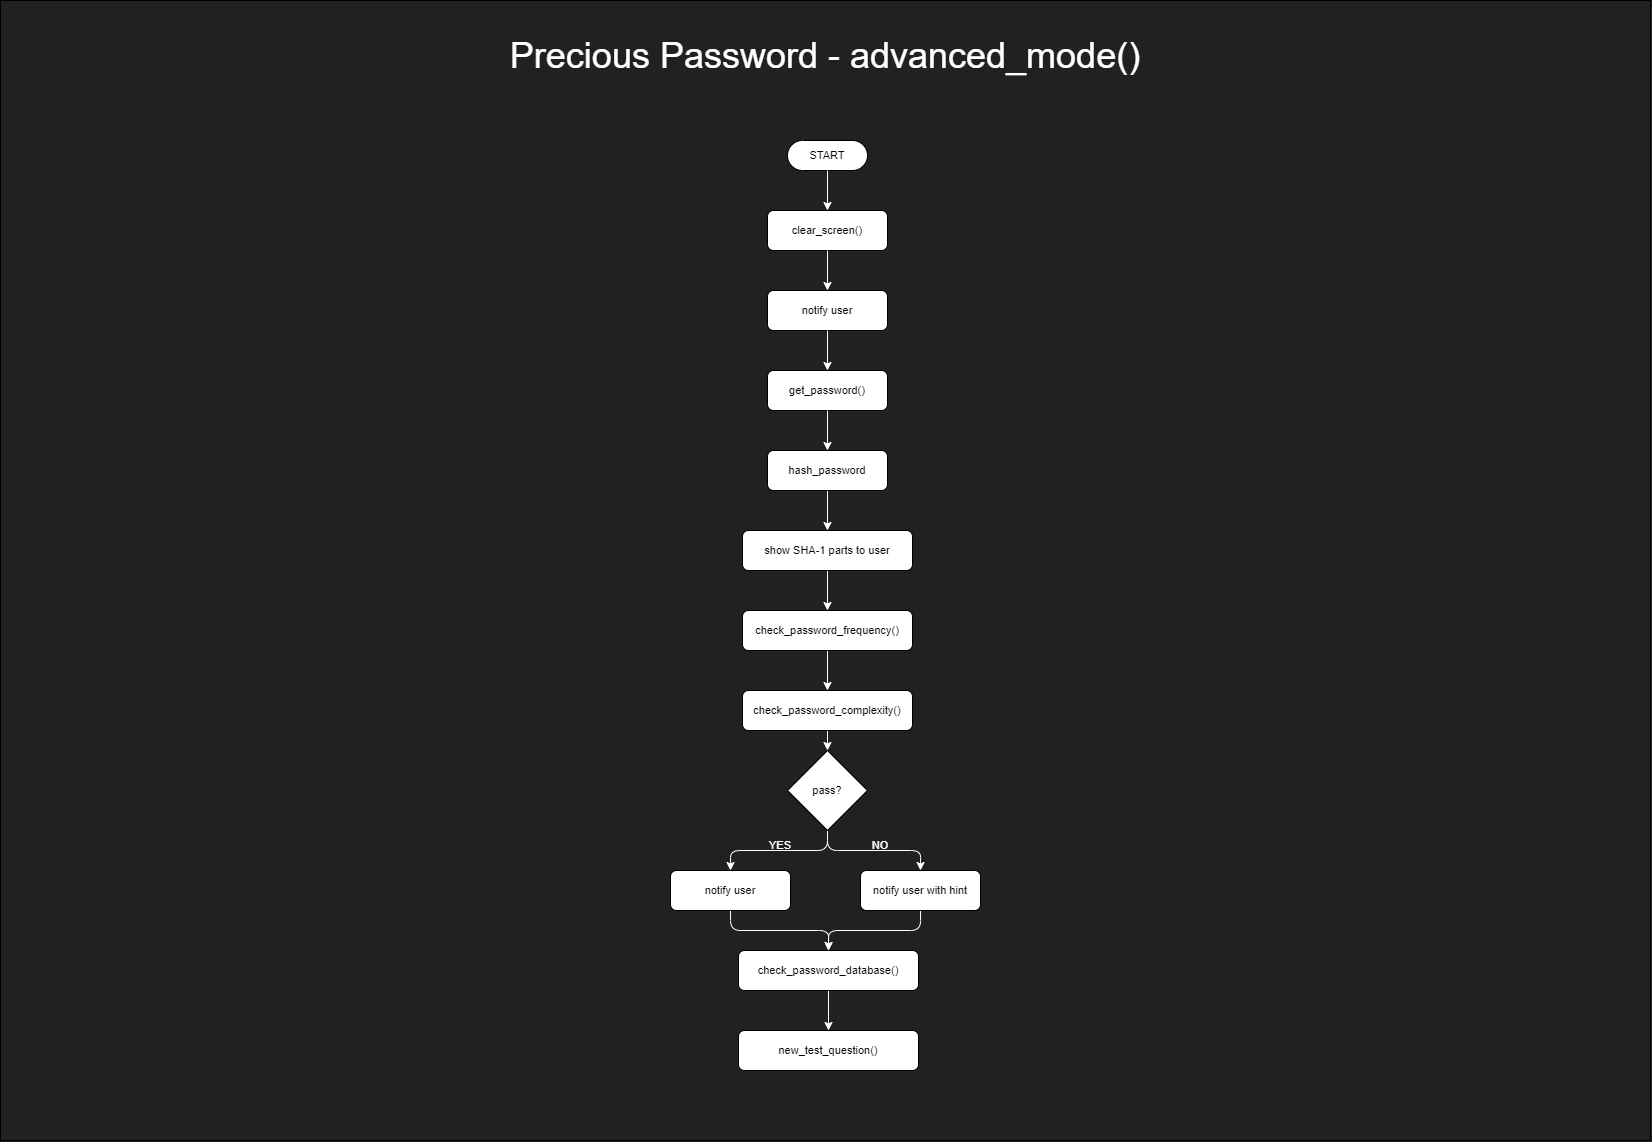 Precious Password - advanced_mode()
START
clear_screen()
notify user
get_password()
hash_password
show SHA-1 parts to user
check_password_frequency()
check_password_complexity()
pass?
YES
NO
notify user
notify user with hint
check_password_database()
new_test_question()